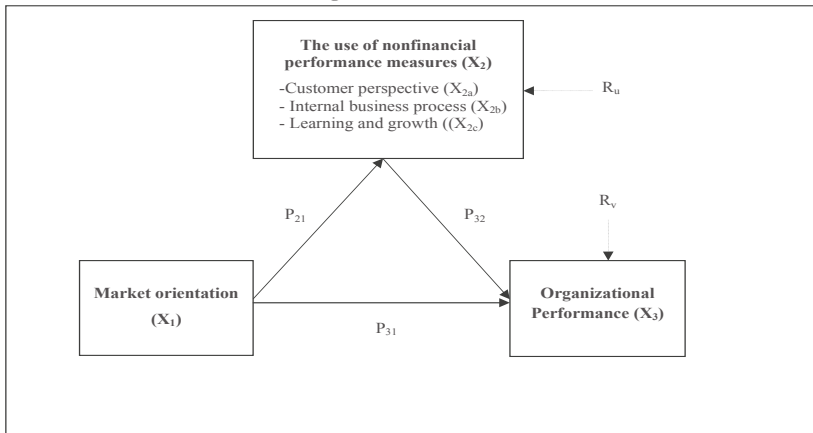 The use of nonfinancial
performance measures (X₂)
-Customer perspective (X₂ₐ)
- Internal business process (X₂b)
- Learning and growth ((X₂c)
Rᵤ
P₂₁
P₃₂
Rᵥ
Market orientation
(X₁)
Organizational
Performance (X₃)
P₃₁